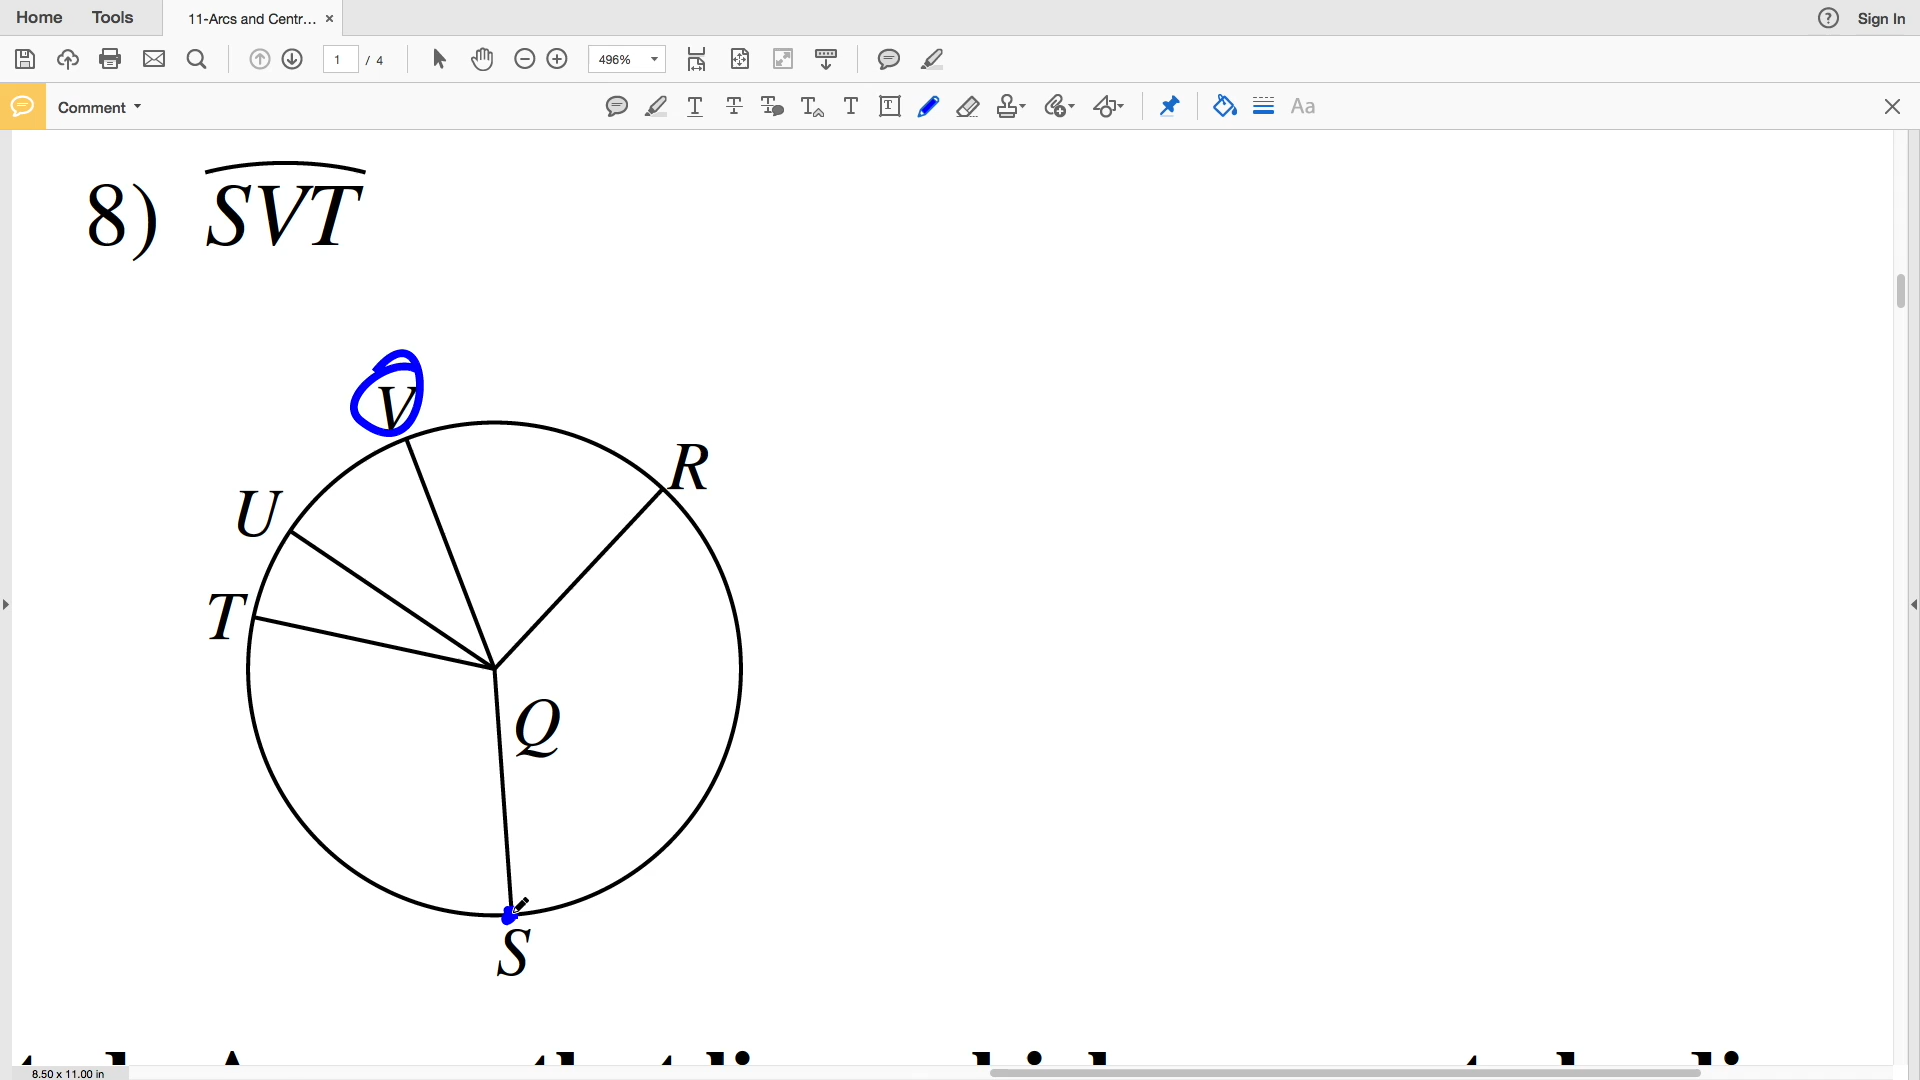 Home Tools 11-Arcs and Centr... × ? Sign In
1 / 4 496%
Comment T T T T T T Aa
8) SVT
V
R
U
T
Q
S
8.50 x 11.00 in